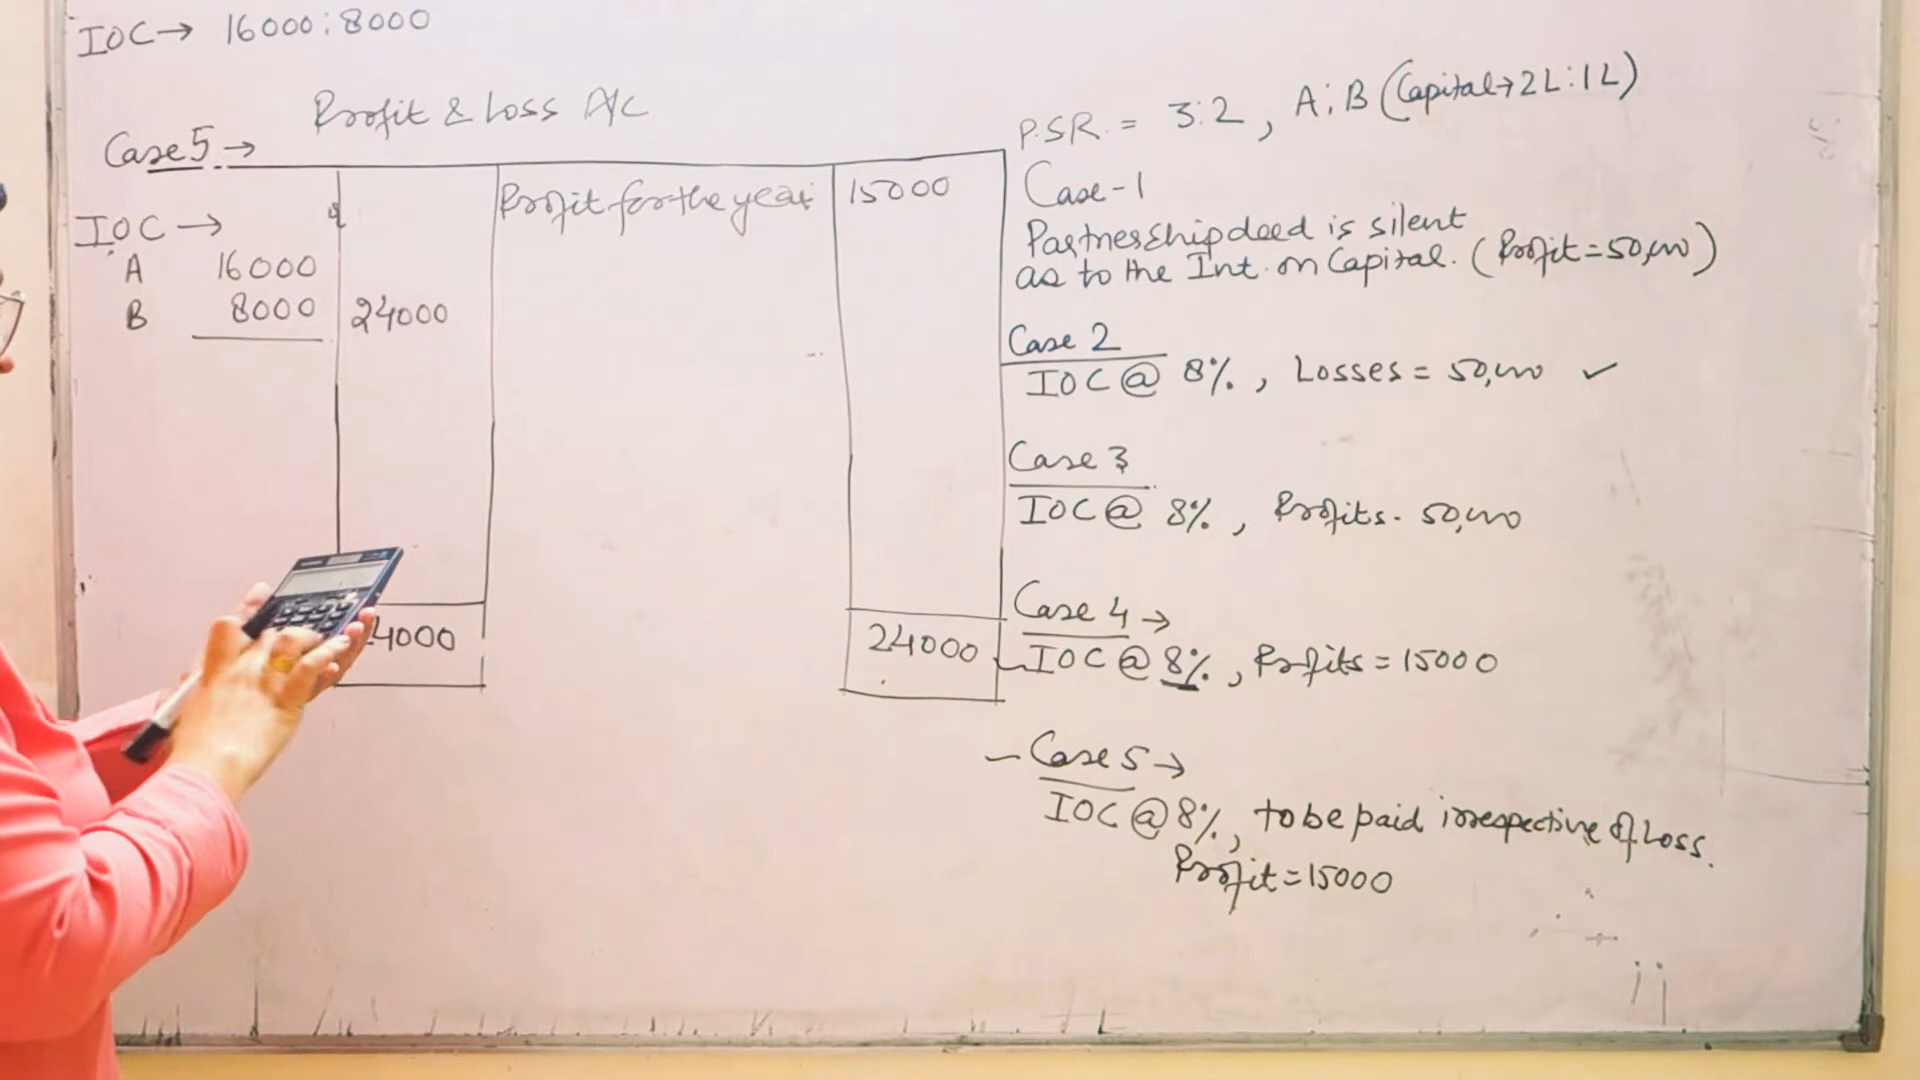 IOC → 16000:8000
Profit & Loss A/c
Case 5 →
Profit for the year 15000
IOC →
A 16000
B 8000 24000
4000 24000
P.S.R. = 3:2, A:B (Capital→ 2L:1L)
Case-1
Partnership deed is silent
as to the Int. on Capital. (Profit=50,000)
Case 2
IOC @ 8%, Losses = 50,000 ✓
Case 3
IOC @ 8%, Profits. 50,000
Case 4 →
IOC @ 8%, Profits = 15000
Case 5 →
IOC @ 8%, to be paid irrespective of Loss.
Profit = 15000